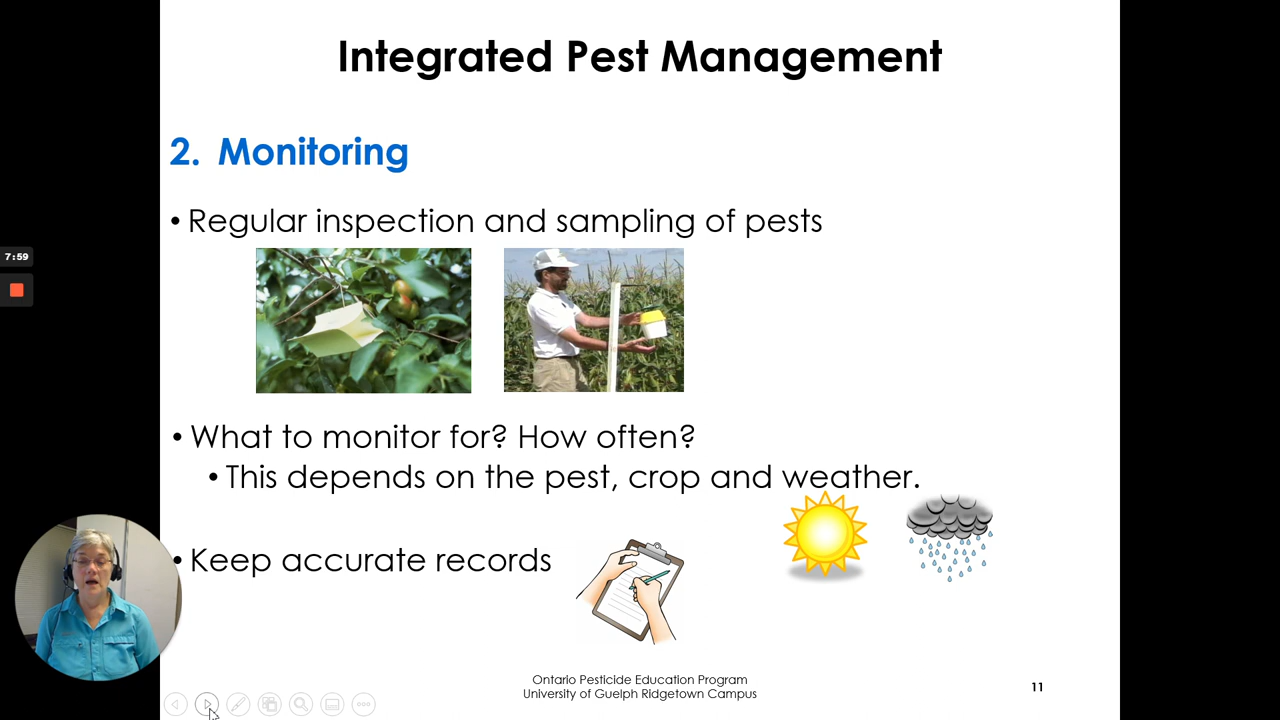 Integrated Pest Management
2. Monitoring
• Regular inspection and sampling of pests
7:59
• What to monitor for? How often?
• This depends on the pest, crop and weather.
• Keep accurate records
Ontario Pesticide Education Program
University of Guelph Ridgetown Campus
11